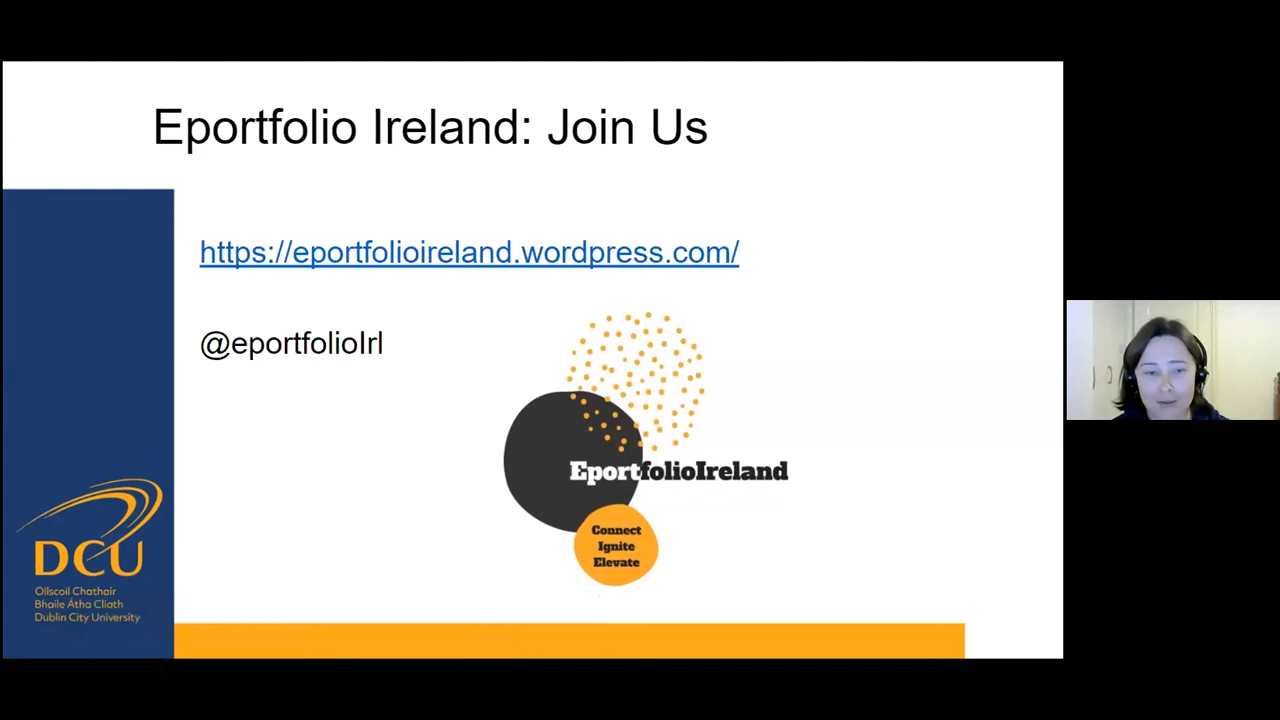 Eportfolio Ireland: Join Us
https://eportfolioireland.wordpress.com/
@eportfolioIrl
EportfolioIreland
Connect
Ignite
Elevate
DCU
Ollscoil Chathair
Bhaile Átha Cliath
Dublin City University